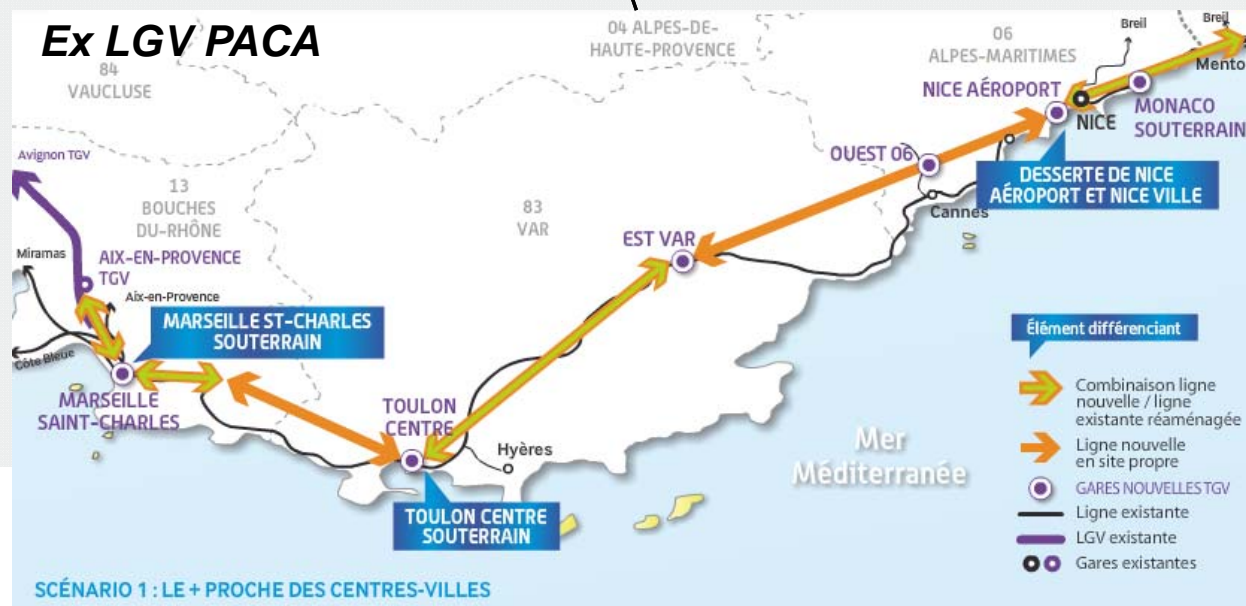 Ex LGV PACA
84
VAUCLUSE
04 ALPES-DE-
HAUTE-PROVENCE
06
ALPES-MARITIMES
Breil
Breil
Mento
NICE AÉROPORT
NICE
MONACO
SOUTERRAIN
OUEST 06
DESSERTE DE NICE
AÉROPORT ET NICE VILLE
Cannes
Avignon TGV
13
BOUCHES
DU-RHÔNE
83
VAR
EST VAR
Miramas
AIX-EN-PROVENCE
TGV
Aix-en-Provence
MARSEILLE ST-CHARLES
SOUTERRAIN
Côte Bleue
MARSEILLE
SAINT-CHARLES
TOULON
CENTRE
Hyères
TOULON CENTRE
SOUTERRAIN
Mer
Méditerranée
Élément différenciant
Combinaison ligne
nouvelle / ligne
existante réaménagée
Ligne nouvelle
en site propre
GARES NOUVELLES TGV
Ligne existante
LGV existante
Gares existantes
SCÉNARIO 1 : LE + PROCHE DES CENTRES-VILLES